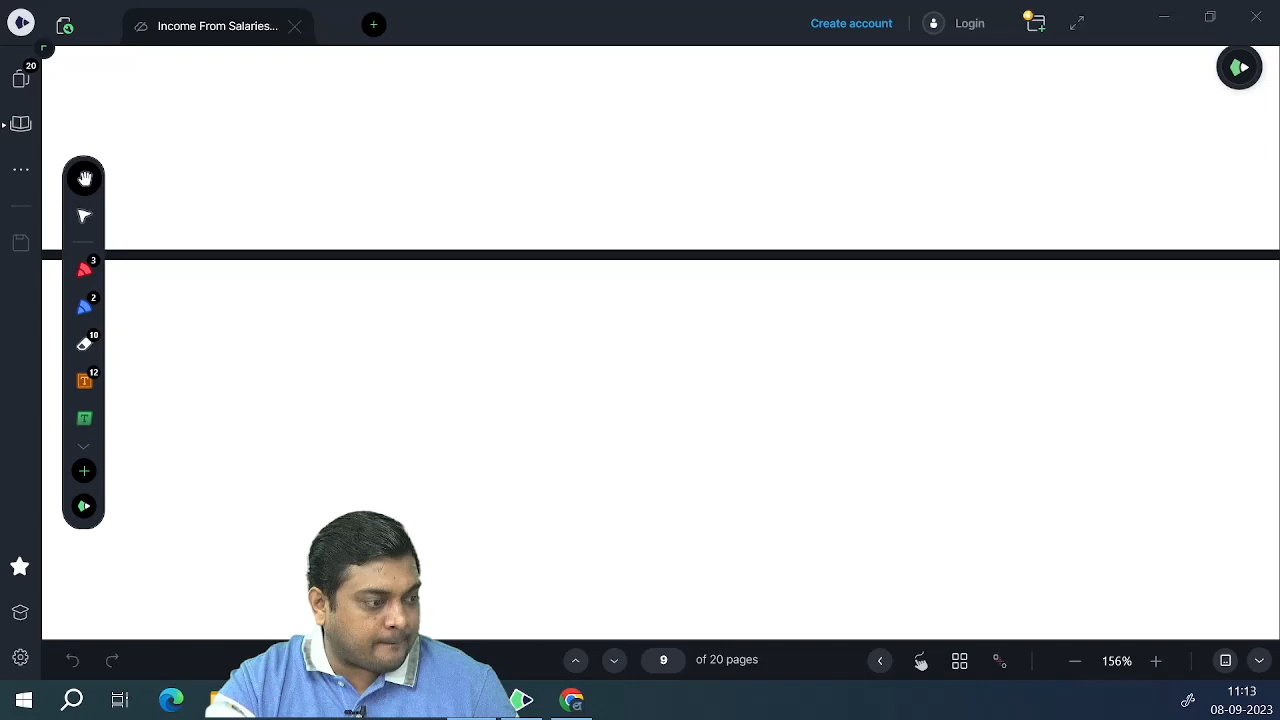 Income From Salaries...
Create account
Login
20
3
2
10
12
T
T
9 of 20 pages
156%
11:13
08-09-2023